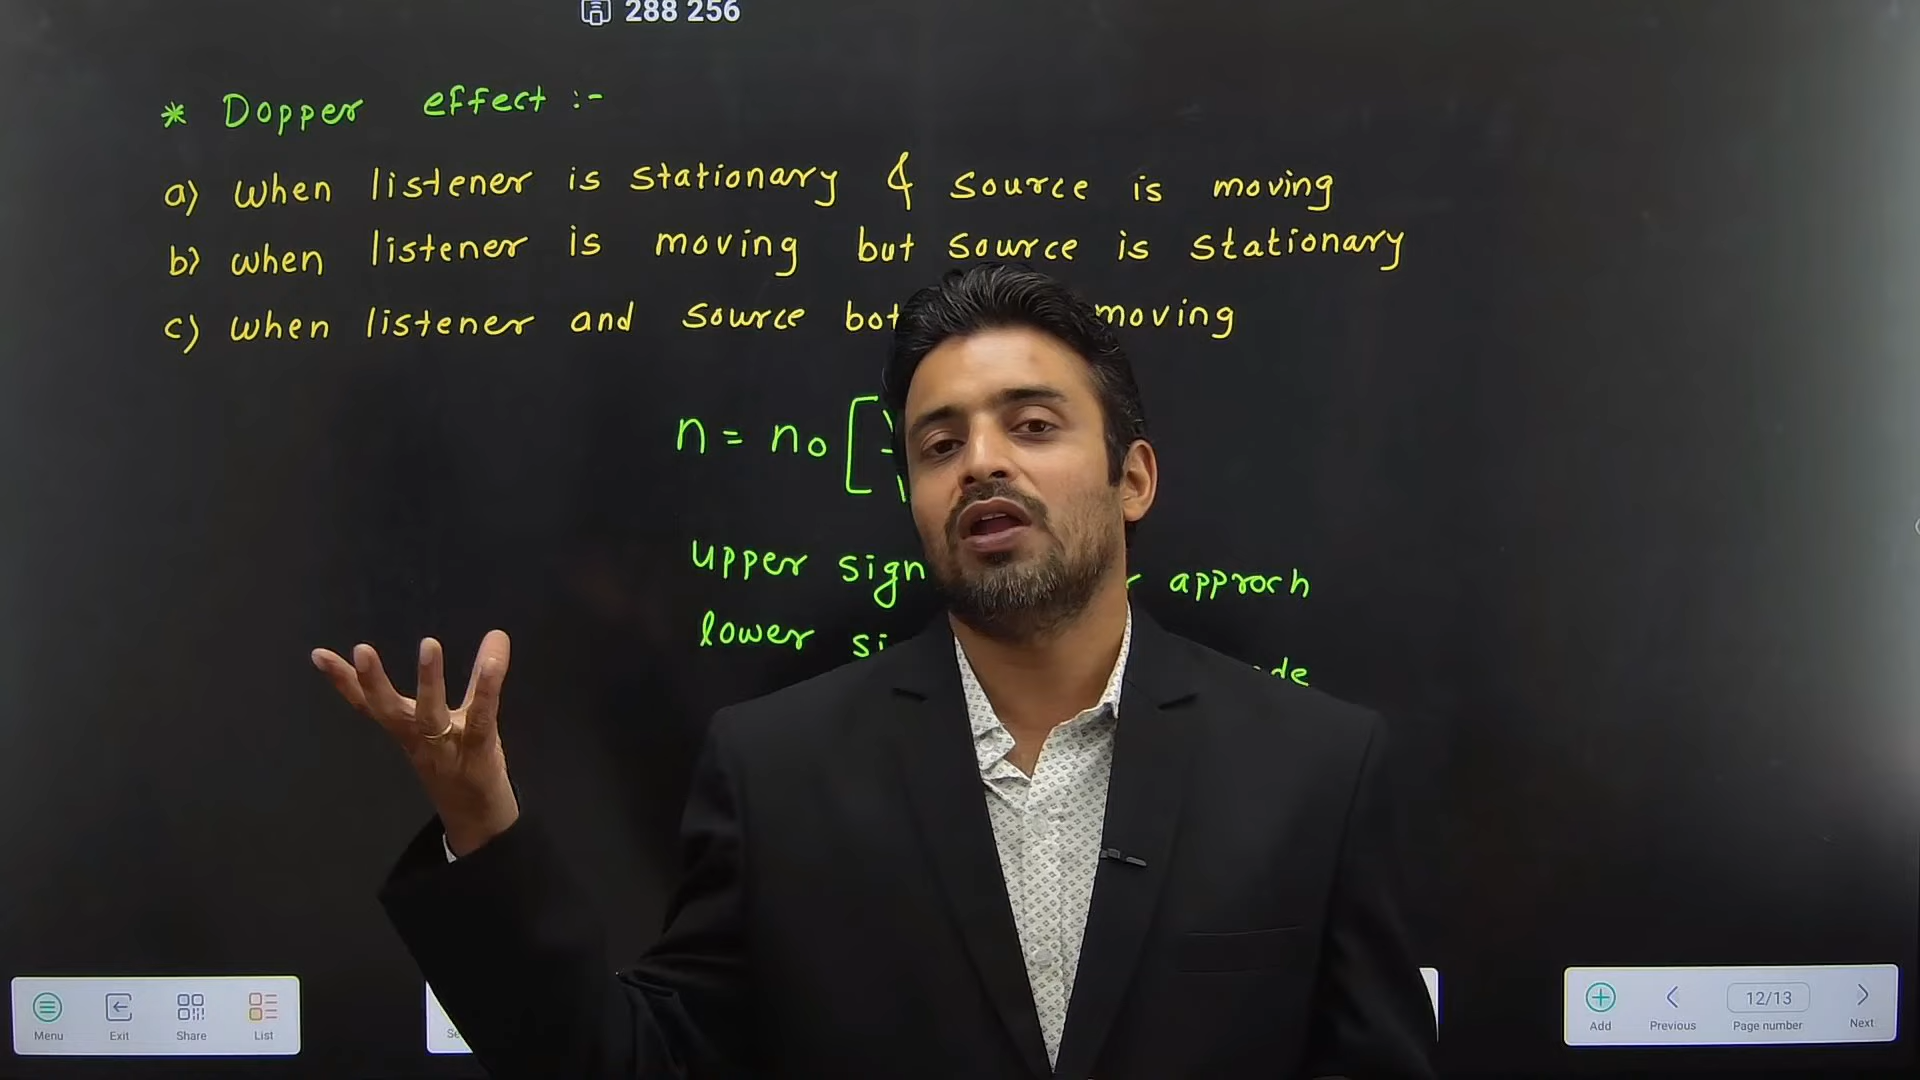 288 256
* Dopper effect :-
a) when listener is stationary & source is moving
b) when listener is moving but source is stationary
c) when listener and source moving
n = no [
upper sign approch
lower
Menu Exit Share List
Add Previous 12/13 Page number Next